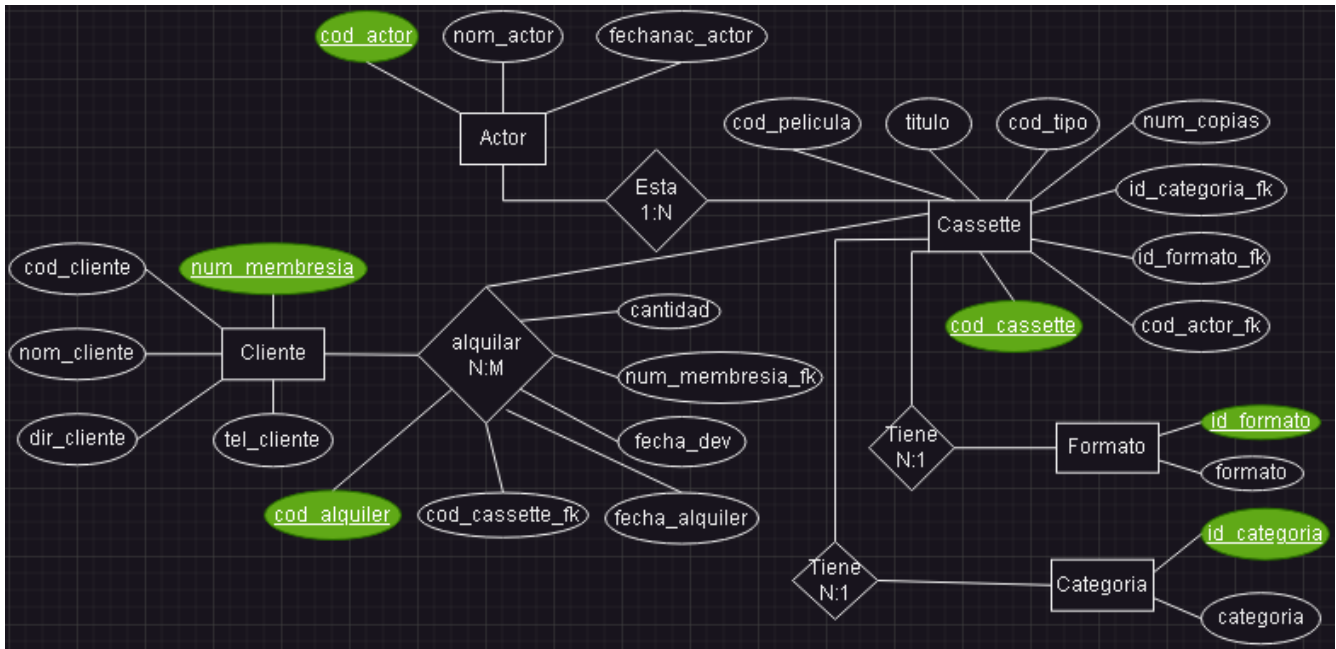 cod_actor
nom_actor
fechanac_actor
Actor
cod_pelicula
titulo
cod_tipo
num_copias
Esta
1:N
id_categoria_fk
Cassette
id_formato_fk
cod_cassette
cod_actor_fk
cod_cliente
num_membresia
nom_cliente
Cliente
dir_cliente
tel_cliente
alquilar
N:M
cantidad
num_membresia_fk
fecha_dev
cod_alquiler
cod_cassette_fk
fecha_alquiler
Tiene
N:1
Formato
id_formato
formato
Tiene
N:1
Categoria
id_categoria
categoria